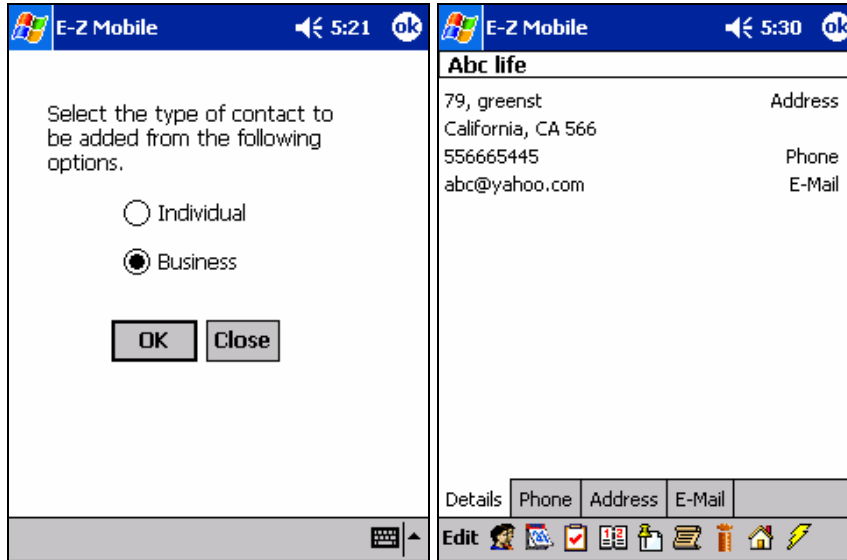 E-Z Mobile 5:21 ok
Select the type of contact to
be added from the following
options.
Individual
Business
OK Close
E-Z Mobile 5:30 ok
Abc life
79, greenst Address
California, CA 566
556665445 Phone
abc@yahoo.com E-Mail
Details Phone Address E-Mail
Edit